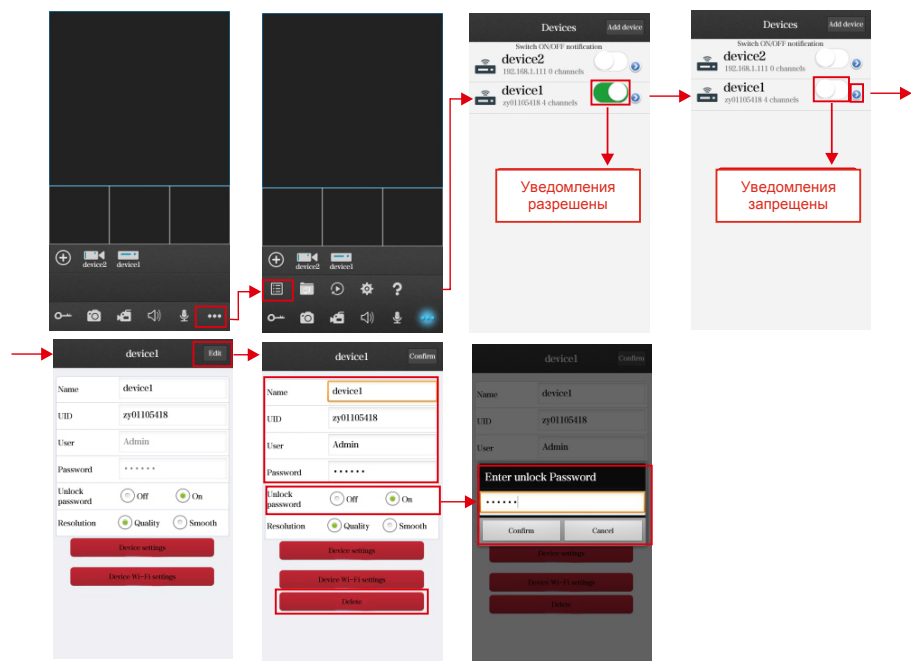 device2 device1
device2 device1
Devices
Add device
Switch ON/OFF notification
device2
192.168.1.111 0 channels
device1
zy01105418 4 channels
Уведомления
разрешены
Devices
Add device
Switch ON/OFF notification
device2
192.168.1.111 0 channels
device1
zy01105418 4 channels
Уведомления
запрещены
device1
Edit
Name device1
UID zy01105418
User Admin
Password ••••••
Unlock
password
Off On
Resolution Quality Smooth
Device settings
Device Wi-Fi settings
device1
Confirm
Name device1
UID zy01105418
User Admin
Password ••••••
Unlock
password
Off On
Resolution Quality Smooth
Device settings
Device Wi-Fi settings
Delete
device1
Confirm
Name device1
UID zy01105418
User Admin
Enter unlock Password
••••••
Confirm Cancel
Device settings
Device Wi-Fi settings
Delete